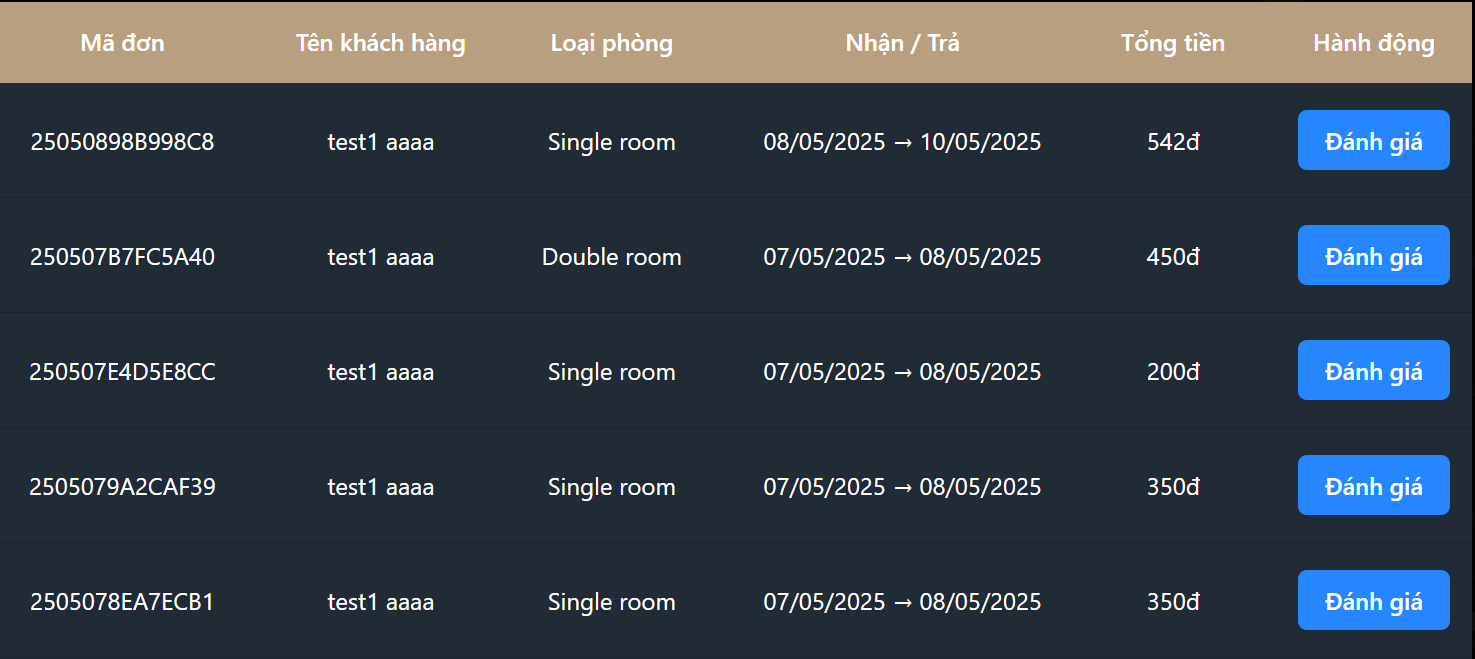 Mã đơn Tên khách hàng Loại phòng Nhận / Trả Tổng tiền Hành động
25050898B998C8 test1 aaaa Single room 08/05/2025 → 10/05/2025 542đ Đánh giá
250507B7FC5A40 test1 aaaa Double room 07/05/2025 → 08/05/2025 450đ Đánh giá
250507E4D5E8CC test1 aaaa Single room 07/05/2025 → 08/05/2025 200đ Đánh giá
2505079A2CAF39 test1 aaaa Single room 07/05/2025 → 08/05/2025 350đ Đánh giá
2505078EA7ECB1 test1 aaaa Single room 07/05/2025 → 08/05/2025 350đ Đánh giá